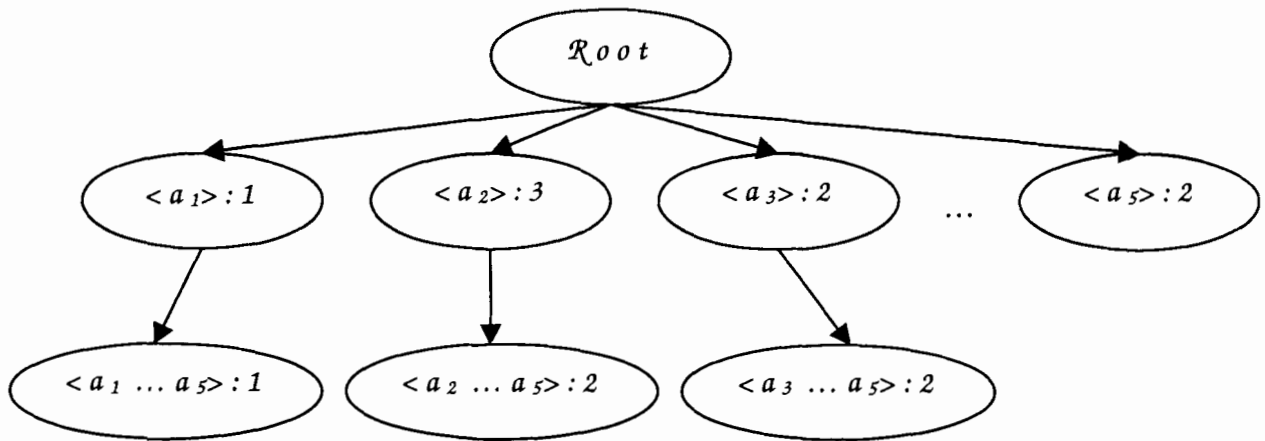 Root
<a₁>:1
<a₂>:3
<a₃>:2
...
<a₅>:2
<a₁ ... a₅>:1
<a₂ ... a₅>:2
<a₃ ... a₅>:2